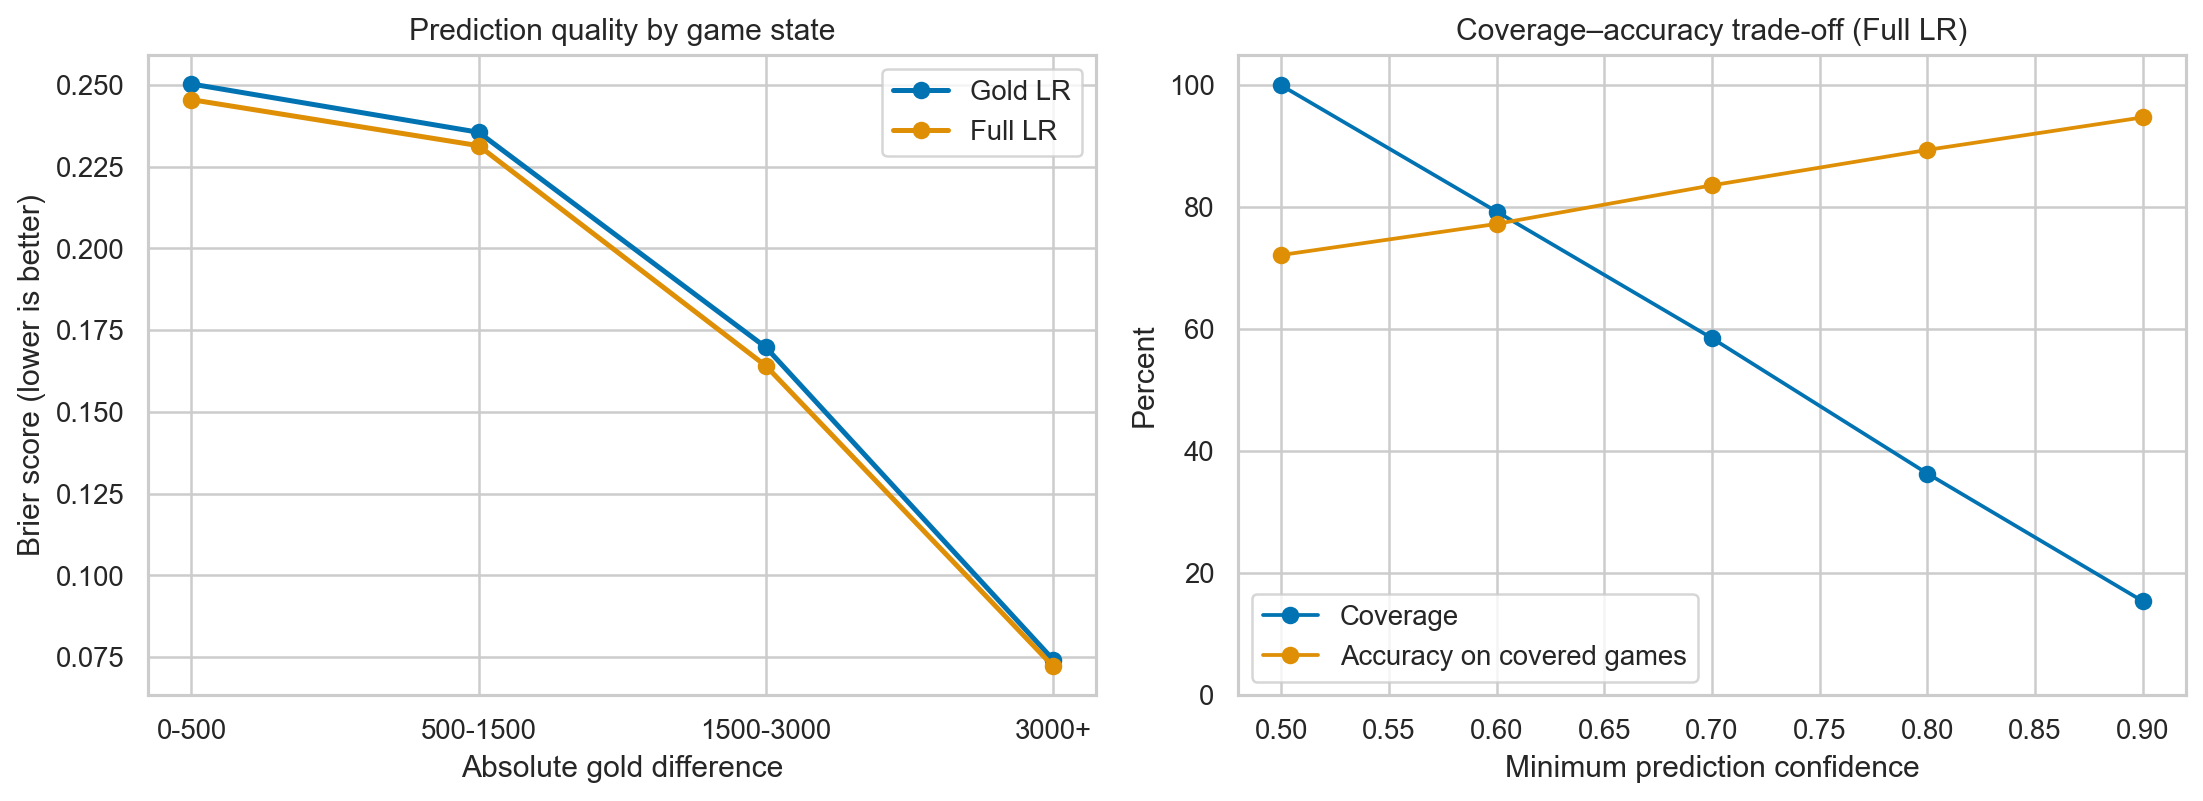 Prediction quality by game state
Gold LR
Full LR
0.250
0.225
0.200
0.175
0.150
0.125
0.100
0.075
Brier score (lower is better)
0-500
500-1500
1500-3000
3000+
Absolute gold difference
Coverage–accuracy trade-off (Full LR)
100
80
60
40
20
0
Percent
Coverage
Accuracy on covered games
0.50
0.55
0.60
0.65
0.70
0.75
0.80
0.85
0.90
Minimum prediction confidence